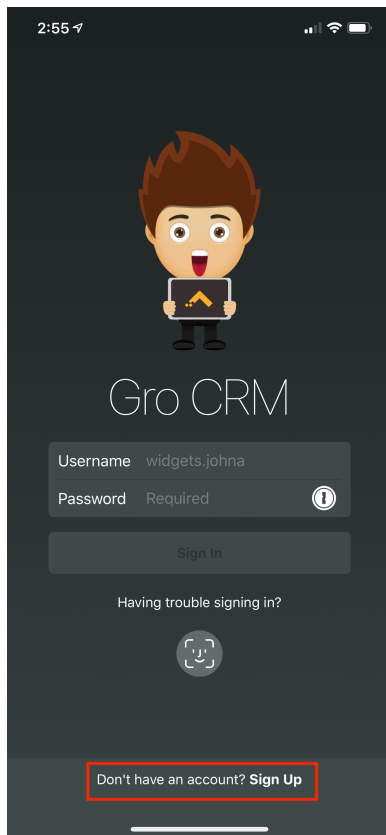 2:55
Gro CRM
Username widgets.johna
Password Required
Sign In
Having trouble signing in?
Don't have an account? Sign Up